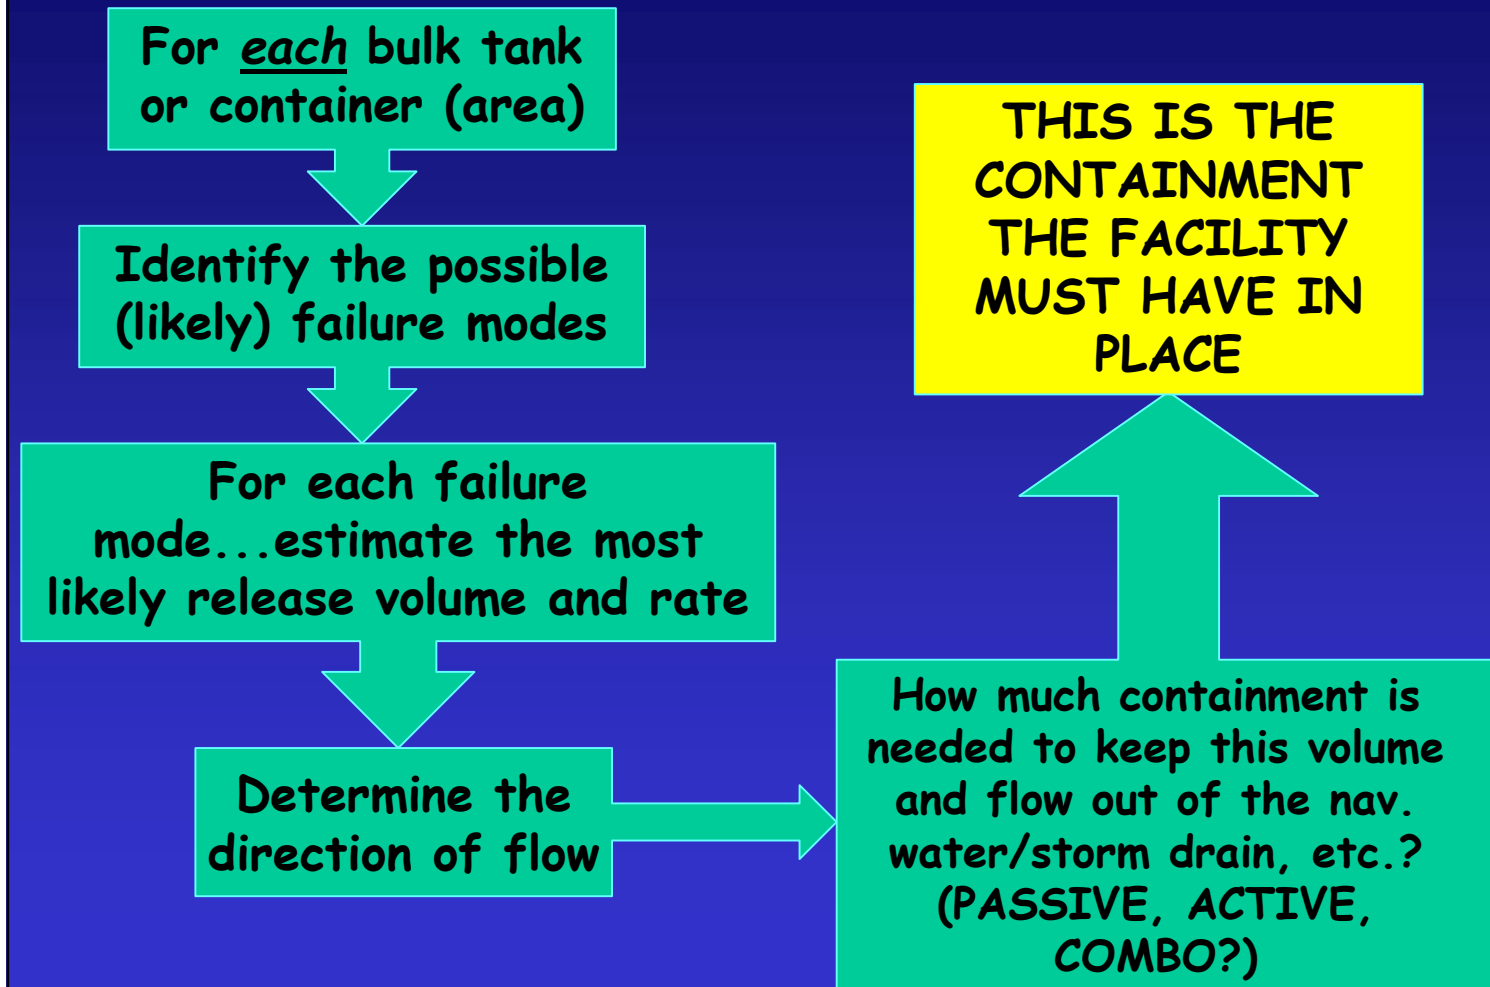 For each bulk tank
or container (area)
Identify the possible
(likely) failure modes
For each failure
mode...estimate the most
likely release volume and rate
Determine the
direction of flow
How much containment is
needed to keep this volume
and flow out of the nav.
water/storm drain, etc.?
(PASSIVE, ACTIVE,
COMBO?)
THIS IS THE
CONTAINMENT
THE FACILITY
MUST HAVE IN
PLACE